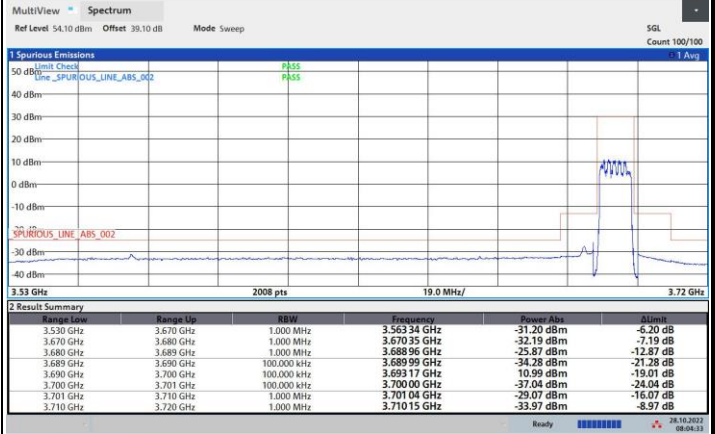 MultiView Spectrum
Ref Level 54.10 dBm Offset 39.10 dB Mode Sweep SGL
Count 100/100
1 Spurious Emissions 1 Avg
Limit Check PASS
50 dBm
Line _SPURIOUS_LINE_ABS_002 PASS
40 dBm
30 dBm
20 dBm
10 dBm
0 dBm
-10 dBm
_SPURIOUS_LINE_ABS_002
-30 dBm
-40 dBm
3.53 GHz 2008 pts 19.0 MHz/ 3.72 GHz
2 Result Summary
Range Low Range Up RBW Frequency Power Abs ΔLimit
3.530 GHz 3.670 GHz 1.000 MHz 3.56334 GHz -31.20 dBm -6.20 dB
3.670 GHz 3.680 GHz 1.000 MHz 3.67035 GHz -32.19 dBm -7.19 dB
3.680 GHz 3.689 GHz 1.000 MHz 3.68896 GHz -25.87 dBm -12.87 dB
3.689 GHz 3.690 GHz 100.000 kHz 3.68999 GHz -34.28 dBm -21.28 dB
3.690 GHz 3.700 GHz 100.000 kHz 3.69317 GHz 10.99 dBm -19.01 dB
3.700 GHz 3.701 GHz 100.000 kHz 3.70000 GHz -37.04 dBm -24.04 dB
3.701 GHz 3.710 GHz 1.000 MHz 3.70104 GHz -29.07 dBm -16.07 dB
3.710 GHz 3.720 GHz 1.000 MHz 3.71015 GHz -33.97 dBm -8.97 dB
Ready 28.10.2022
08:04:33